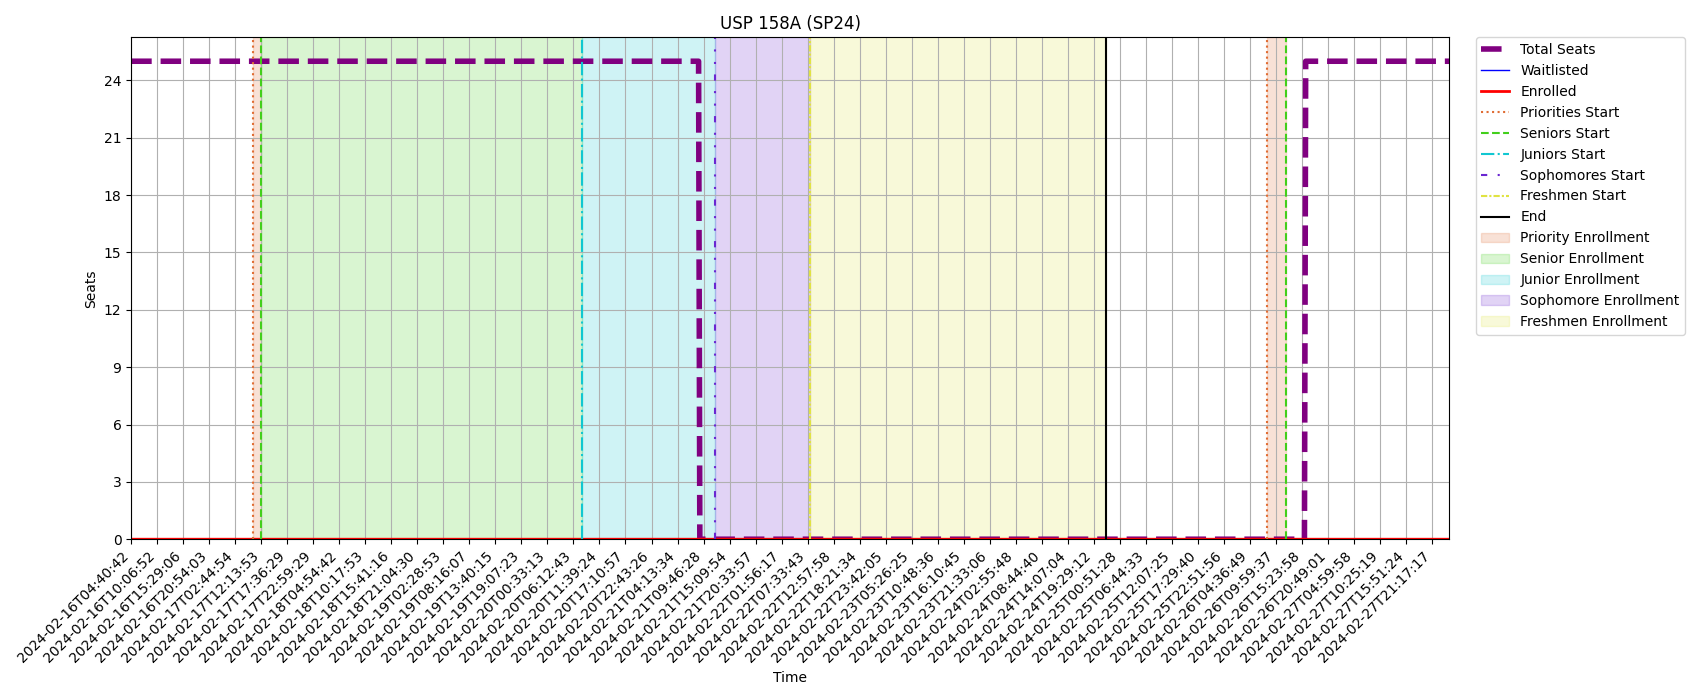 USP 158A (SP24)
Seats
24
21
18
15
12
9
6
3
0
2024-02-16T04:40:42
2024-02-16T10:06:52
2024-02-16T15:29:06
2024-02-16T20:54:03
2024-02-17T02:44:54
2024-02-17T12:13:53
2024-02-17T17:36:29
2024-02-17T22:59:29
2024-02-18T04:54:42
2024-02-18T10:17:53
2024-02-18T15:41:16
2024-02-18T21:04:30
2024-02-19T02:28:53
2024-02-19T08:16:07
2024-02-19T13:40:15
2024-02-19T19:07:23
2024-02-20T00:33:13
2024-02-20T06:12:43
2024-02-20T11:39:24
2024-02-20T17:10:57
2024-02-20T22:43:26
2024-02-21T04:13:34
2024-02-21T09:46:28
2024-02-21T15:09:54
2024-02-21T20:33:57
2024-02-22T01:56:17
2024-02-22T07:33:43
2024-02-22T12:57:58
2024-02-22T18:21:34
2024-02-22T23:42:05
2024-02-23T05:26:25
2024-02-23T10:48:36
2024-02-23T16:10:45
2024-02-23T21:33:06
2024-02-24T02:55:48
2024-02-24T08:44:40
2024-02-24T14:07:04
2024-02-24T19:29:12
2024-02-25T00:51:28
2024-02-25T06:44:33
2024-02-25T12:07:25
2024-02-25T17:29:40
2024-02-25T22:51:56
2024-02-26T04:36:49
2024-02-26T09:59:37
2024-02-26T15:23:58
2024-02-26T20:49:01
2024-02-27T04:59:58
2024-02-27T10:25:19
2024-02-27T15:51:24
2024-02-27T21:17:17
Time
Total Seats
Waitlisted
Enrolled
Priorities Start
Seniors Start
Juniors Start
Sophomores Start
Freshmen Start
End
Priority Enrollment
Senior Enrollment
Junior Enrollment
Sophomore Enrollment
Freshmen Enrollment